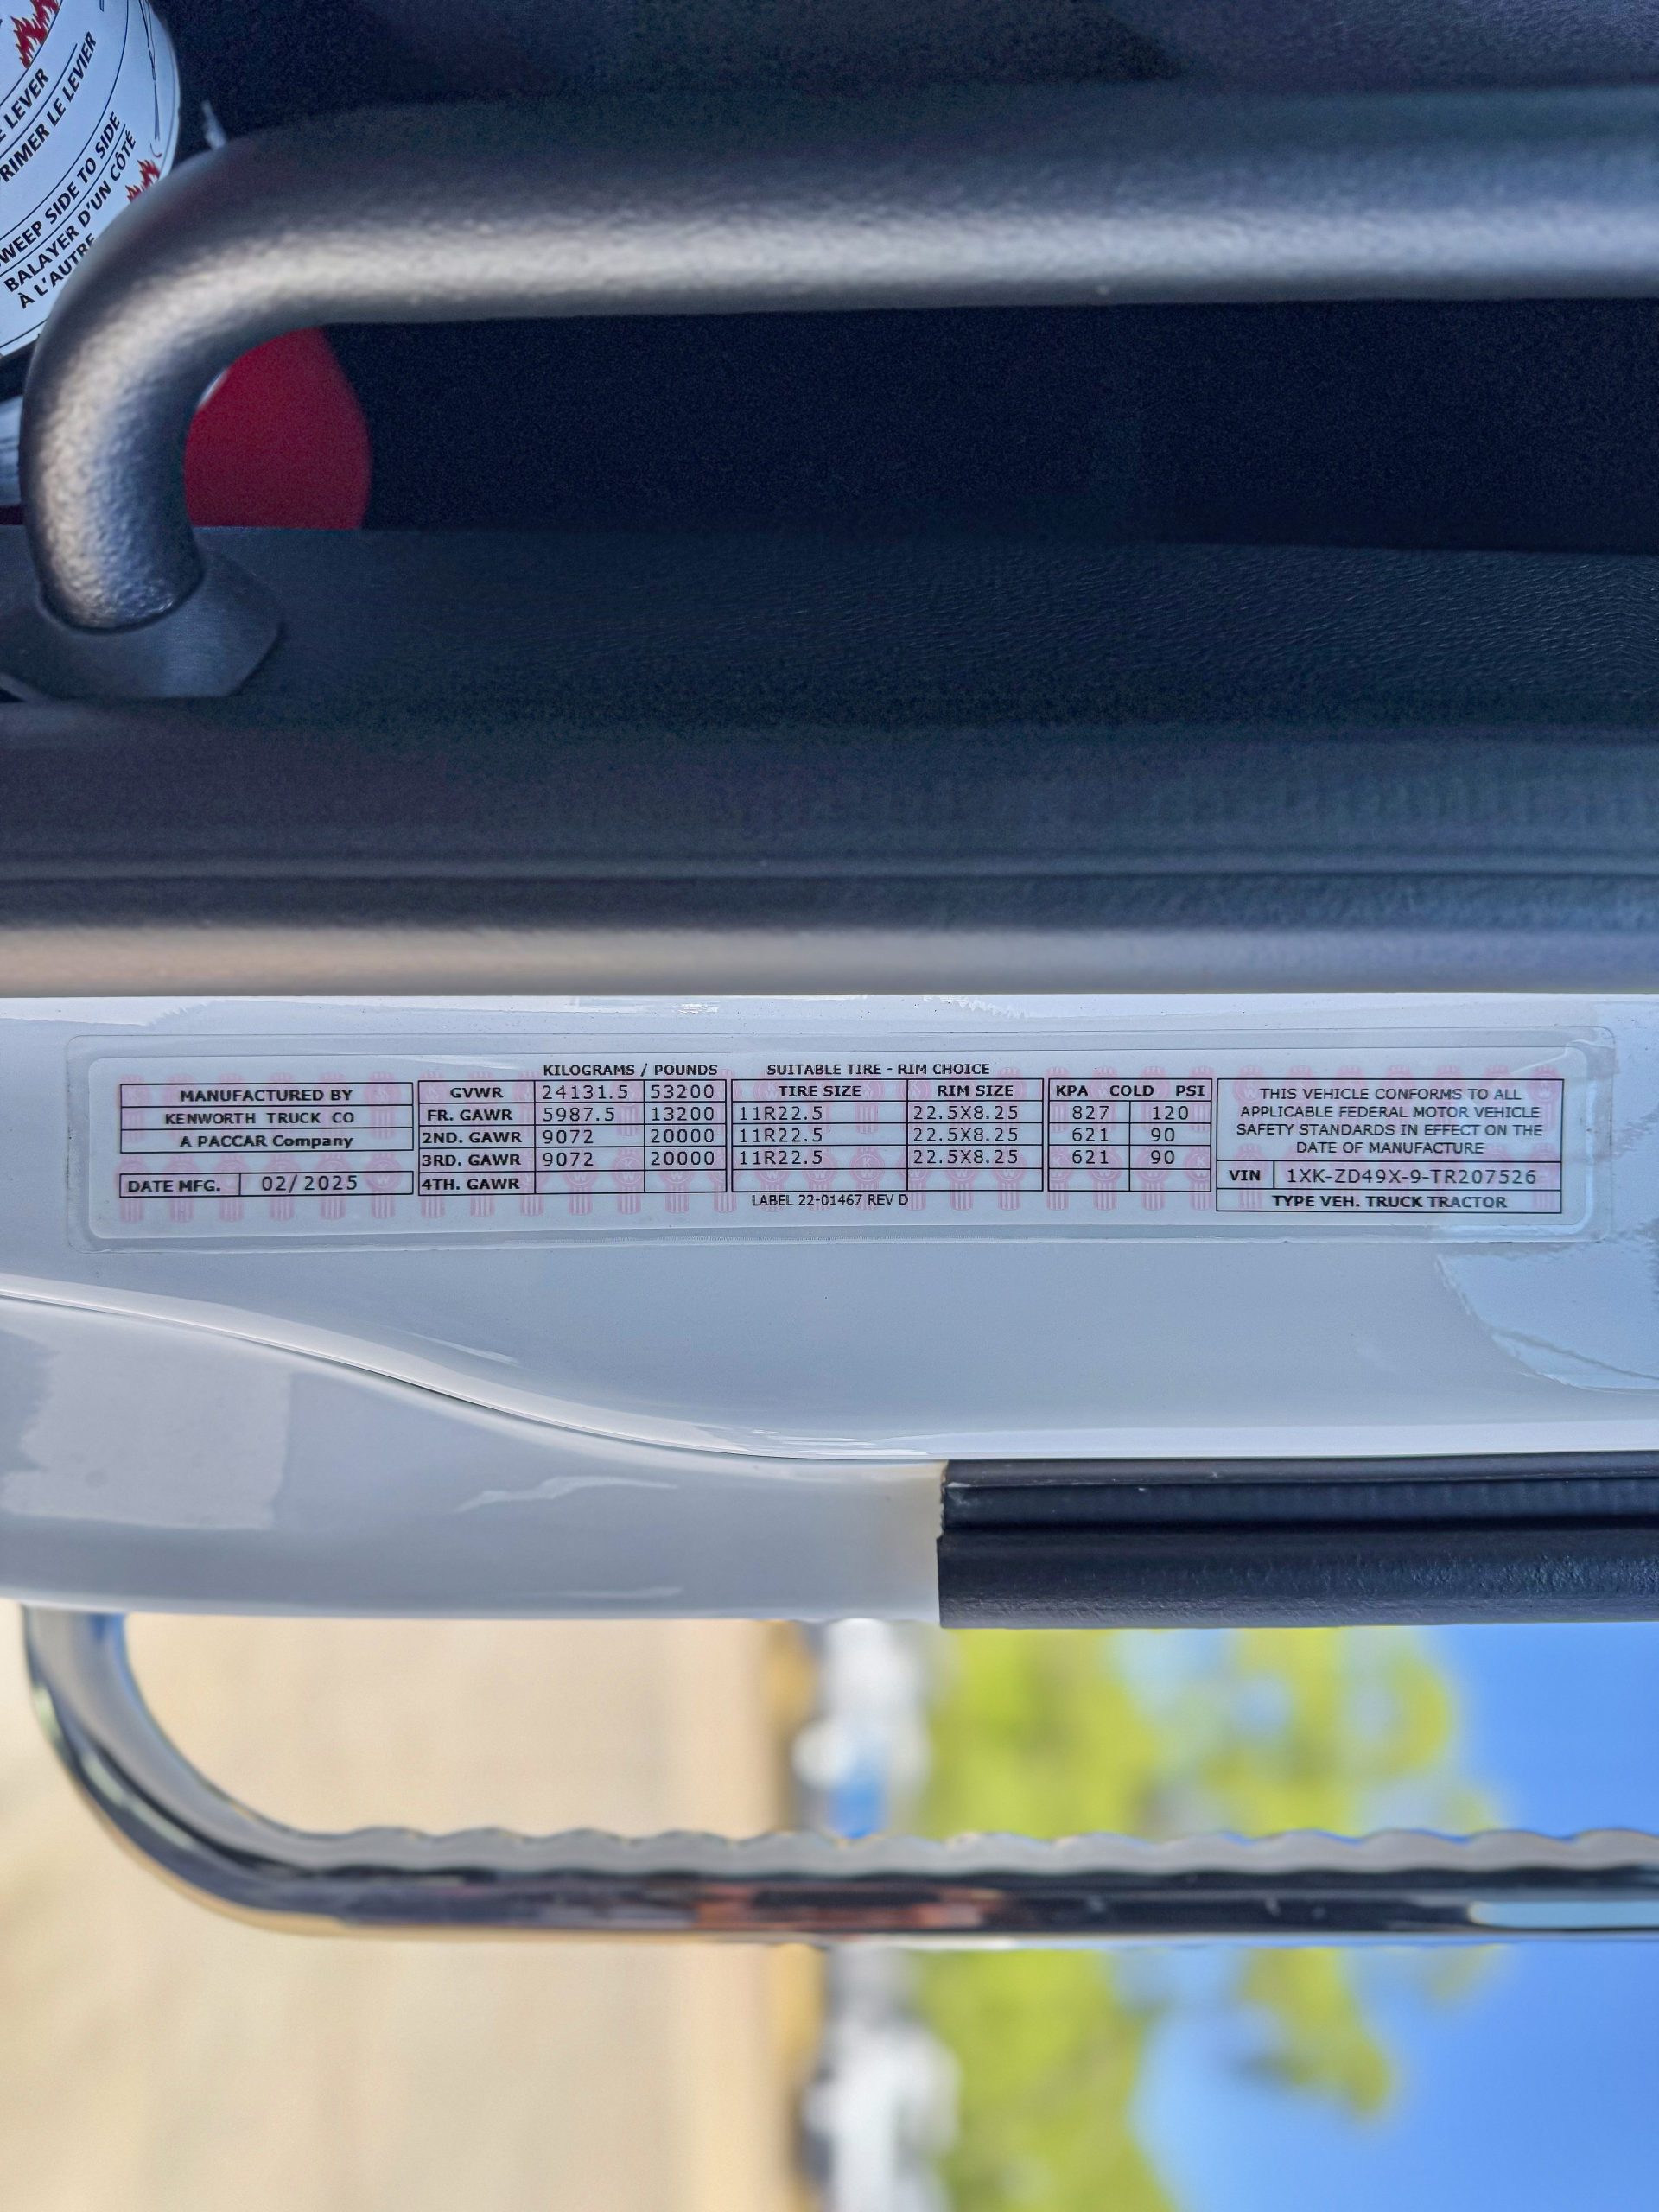 LEVER
RIMER LE LEVIER
WEEP SIDE TO SIDE
BALAYER D'UN CÔTÉ
À L'AUTRE
KILOGRAMS / POUNDS SUITABLE TIRE - RIM CHOICE
MANUFACTURED BY GVWR 24131.5 53200 TIRE SIZE RIM SIZE KPA COLD PSI THIS VEHICLE CONFORMS TO ALL
KENWORTH TRUCK CO FR. GAWR 5987.5 13200 11R22.5 22.5X8.25 827 120 APPLICABLE FEDERAL MOTOR VEHICLE
A PACCAR Company 2ND. GAWR 9072 20000 11R22.5 22.5X8.25 621 90 SAFETY STANDARDS IN EFFECT ON THE
3RD. GAWR 9072 20000 11R22.5 22.5X8.25 621 90 DATE OF MANUFACTURE
DATE MFG. 02/2025 4TH. GAWR VIN 1XK-ZD49X-9-TR207526
LABEL 22-01467 REV D TYPE VEH. TRUCK TRACTOR